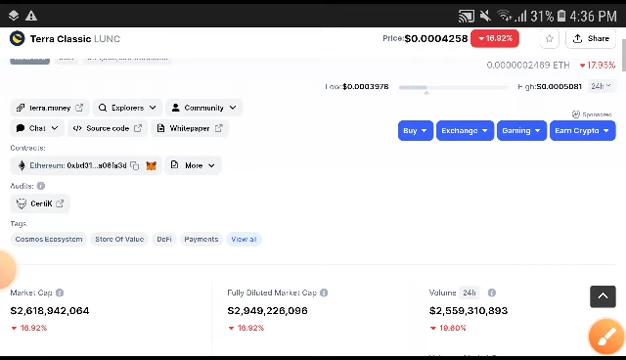 31% 4:36 PM
Terra Classic LUNC
Price: $0.0004258 16.92%
Share
0.0000002469 ETH 17.93%
Low: $0.0003978 High: $0.0005081 24h
terra.money Explorers Community
Sponsored
Chat Source code Whitepaper
Buy Exchange Gaming Earn Crypto
Contracts:
Ethereum: 0xbd31...a06fa3d More
Audits:
CertiK
Tags:
Cosmos Ecosystem Store Of Value DeFi Payments View all
Market Cap Fully Diluted Market Cap Volume 24h
$2,618,942,064 $2,949,226,096 $2,559,310,893
16.92% 16.92% 19.60%